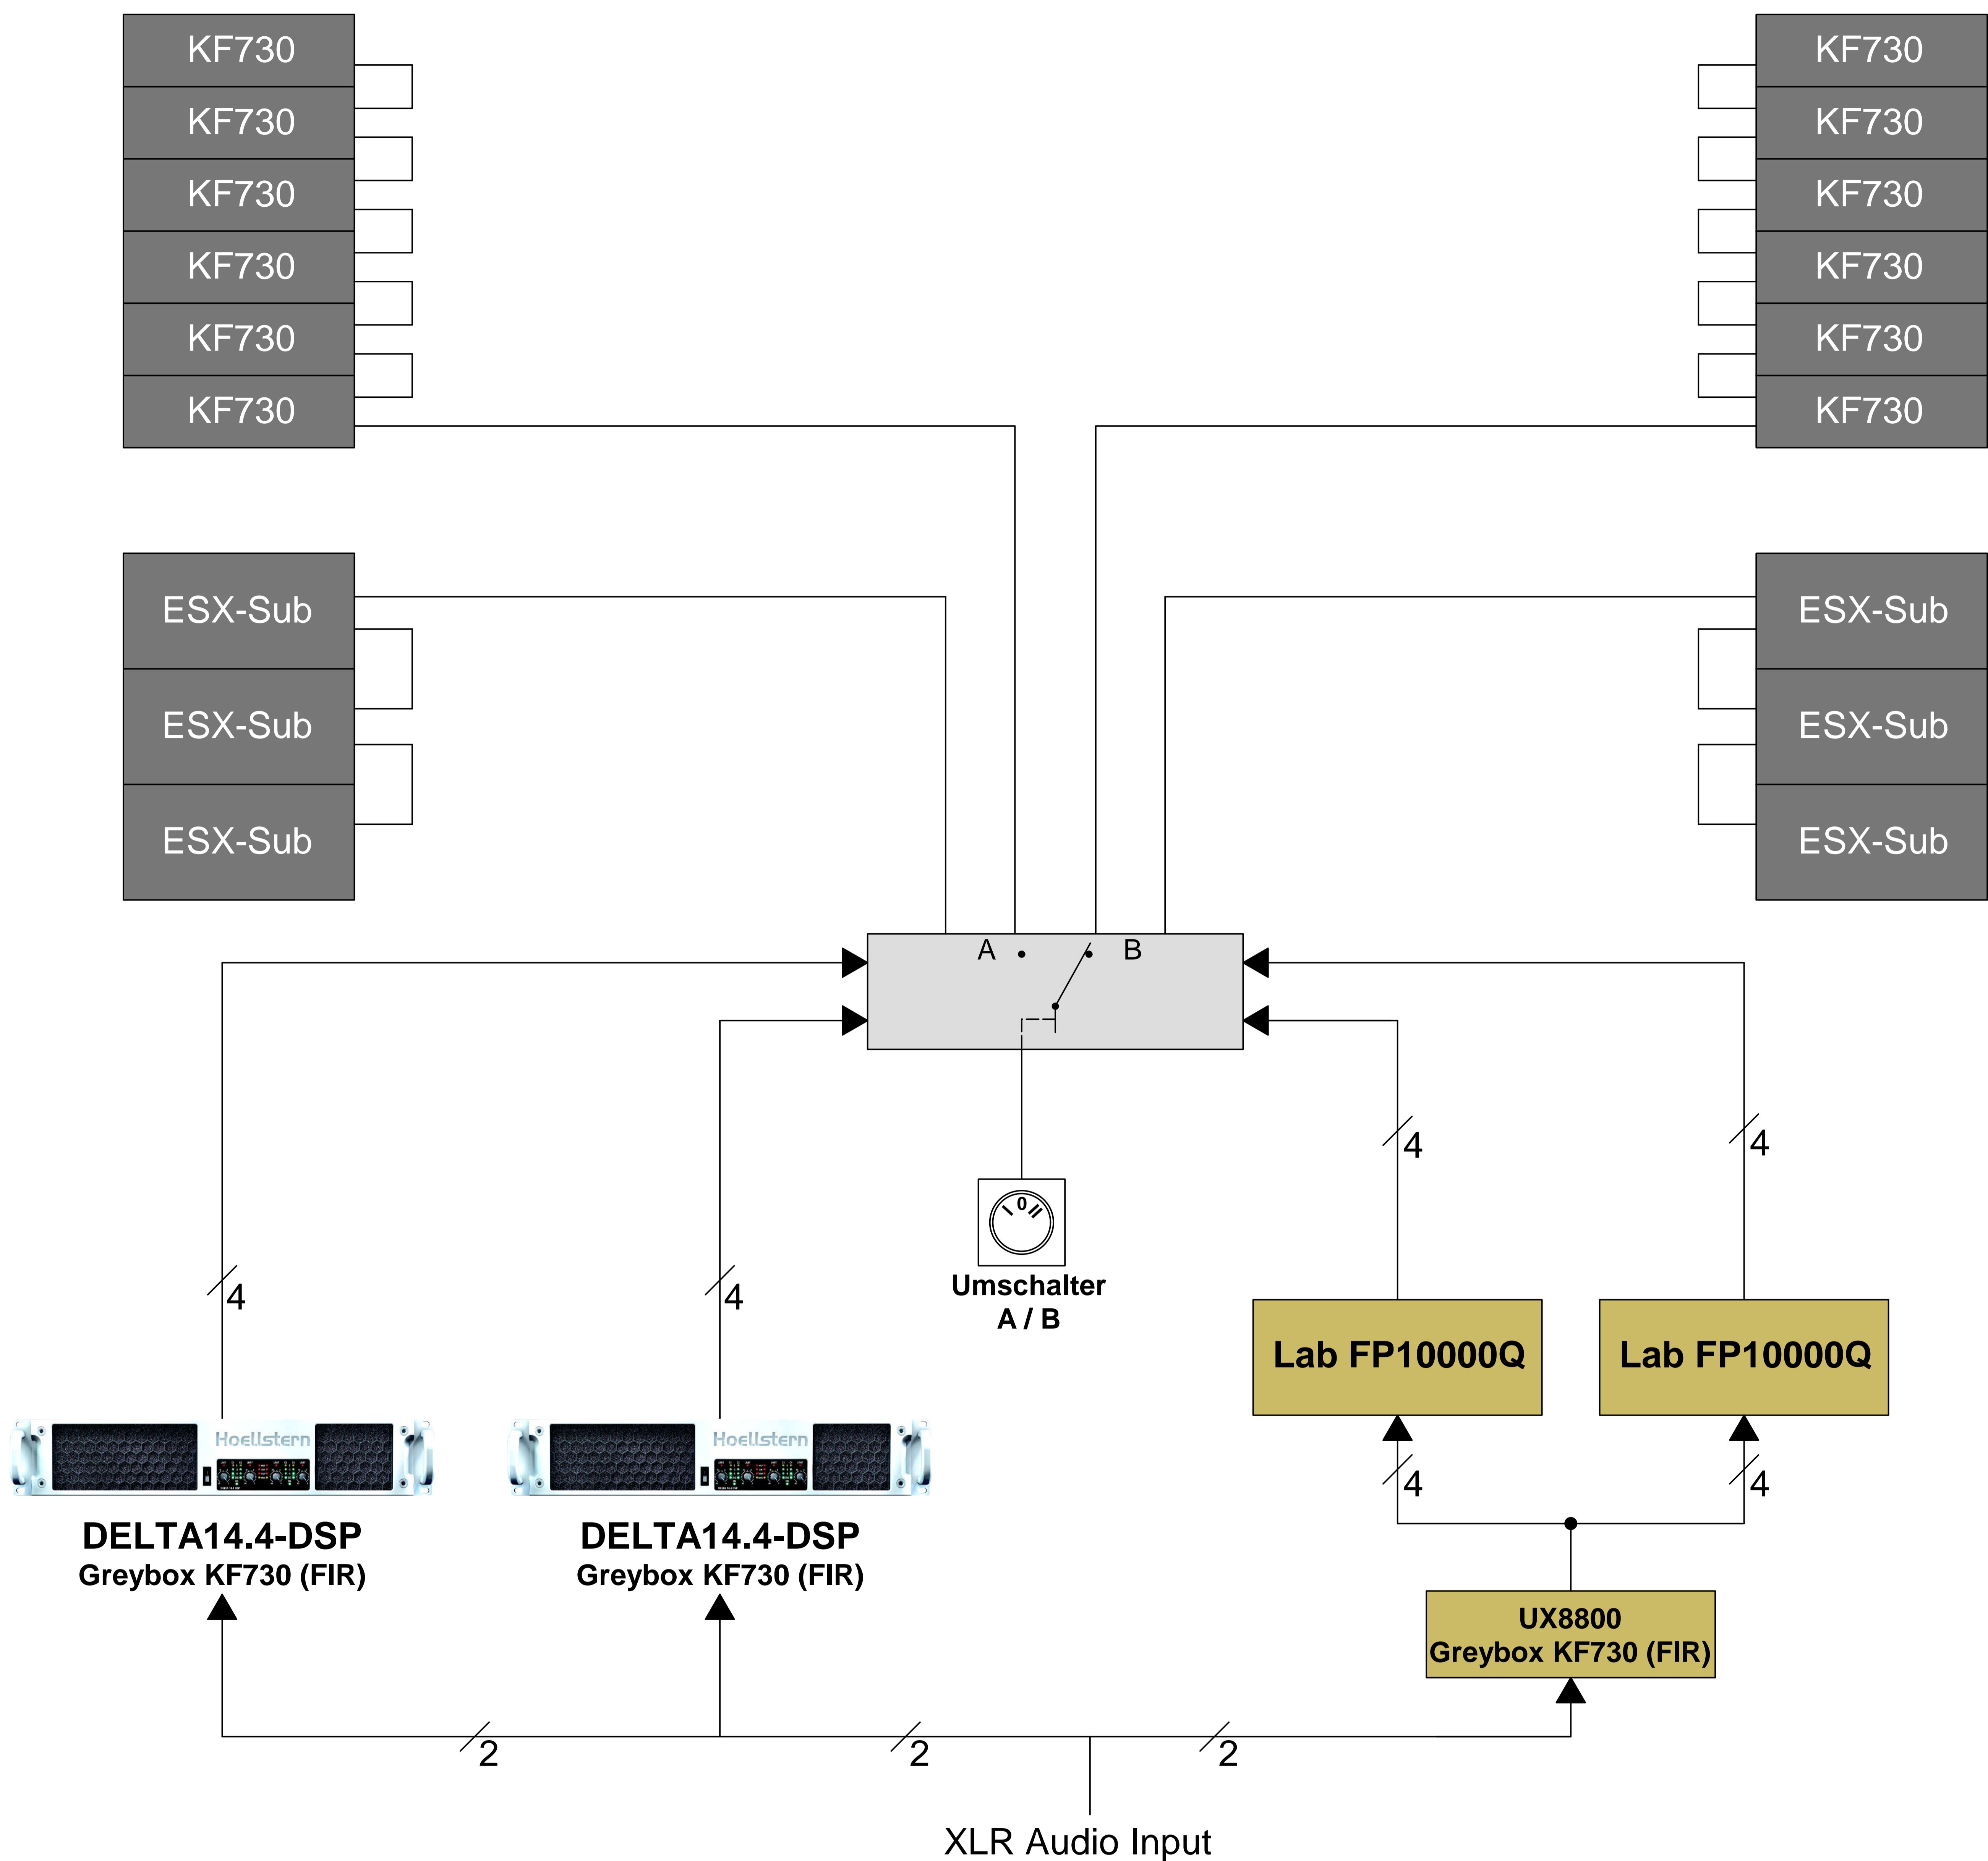 KF730
KF730
KF730
KF730
KF730
KF730
KF730
KF730
KF730
KF730
KF730
KF730
ESX-Sub
ESX-Sub
ESX-Sub
ESX-Sub
ESX-Sub
ESX-Sub
A B
4
4
0
I II
Umschalter
A / B
4
4
Lab FP10000Q
Lab FP10000Q
Hoellstern
Hoellstern
4
4
DELTA14.4-DSP
Greybox KF730 (FIR)
DELTA14.4-DSP
Greybox KF730 (FIR)
UX8800
Greybox KF730 (FIR)
2
2
2
XLR Audio Input